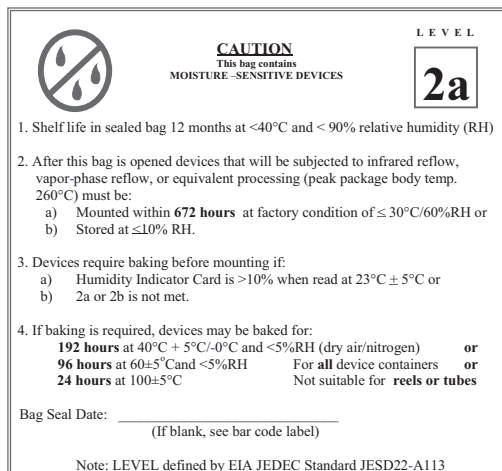 L E V E L
CAUTION
This bag contains
MOISTURE –SENSITIVE DEVICES
2a
1. Shelf life in sealed bag 12 months at <40°C and < 90% relative humidity (RH)
2. After this bag is opened devices that will be subjected to infrared reflow,
vapor-phase reflow, or equivalent processing (peak package body temp.
260°C) must be:
a) Mounted within 672 hours at factory condition of ≤ 30°C/60%RH or
b) Stored at ≤10% RH.
3. Devices require baking before mounting if:
a) Humidity Indicator Card is >10% when read at 23°C ± 5°C or
b) 2a or 2b is not met.
4. If baking is required, devices may be baked for:
192 hours at 40°C + 5°C/-0°C and <5%RH (dry air/nitrogen) or
96 hours at 60±5°Cand <5%RH For all device containers or
24 hours at 100±5°C Not suitable for reels or tubes
Bag Seal Date: ______________________________
(If blank, see bar code label)
Note: LEVEL defined by EIA JEDEC Standard JESD22-A113